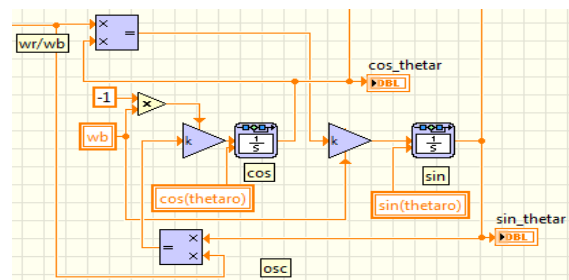 × × =
wr/wb
cos_thetar
DBL
-1
×
wb
k
1/s
k
1/s
cos
sin
cos(thetaro)
sin(thetaro)
sin_thetar
DBL
= × ×
osc